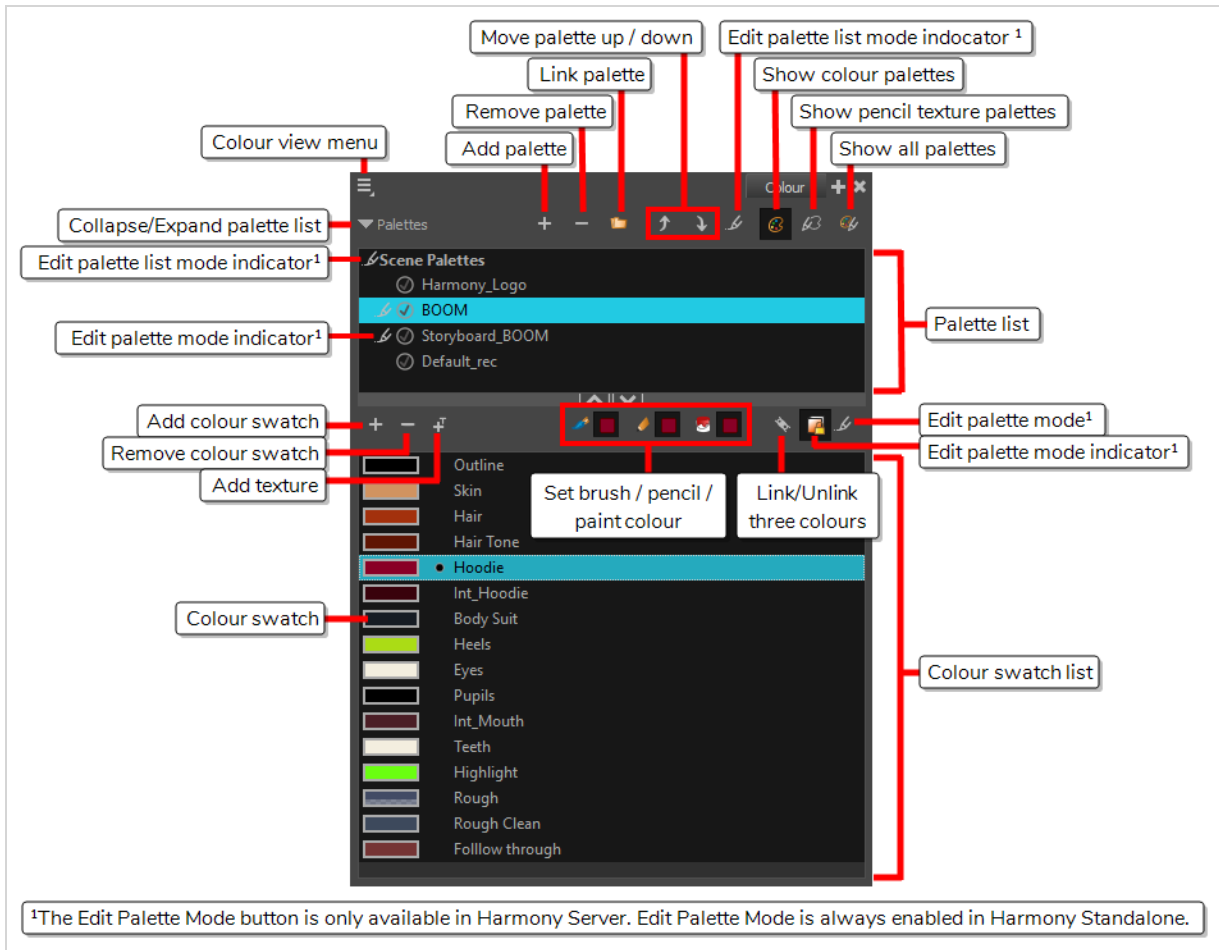 Move palette up / down
Edit palette list mode indocator ¹
Link palette
Show colour palettes
Remove palette
Show pencil texture palettes
Colour view menu
Add palette
Show all palettes
Colour
Collapse/Expand palette list
Palettes
Edit palette list mode indicator¹
Scene Palettes
Harmony_Logo
BOOM
Palette list
Edit palette mode indicator¹
Storyboard_BOOM
Default_rec
Add colour swatch
Edit palette mode¹
Remove colour swatch
Edit palette mode indicator¹
Add texture
T
Outline
Skin
Set brush / pencil /
paint colour
Link/Unlink
three colours
Hair
Hair Tone
Hoodie
Int_Hoodie
Colour swatch
Body Suit
Heels
Eyes
Colour swatch list
Pupils
Int_Mouth
Teeth
Highlight
Rough
Rough Clean
Folllow through
¹The Edit Palette Mode button is only available in Harmony Server. Edit Palette Mode is always enabled in Harmony Standalone.